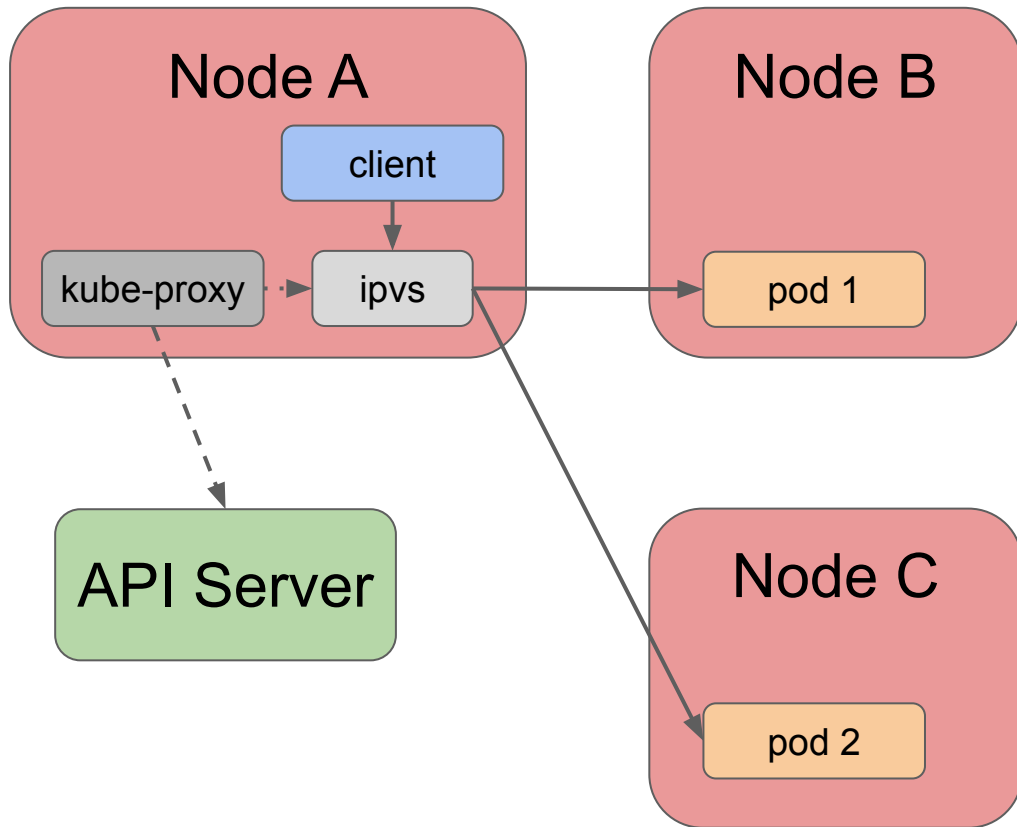 Node A
client
kube-proxy
ipvs
Node B
pod 1
API Server
Node C
pod 2